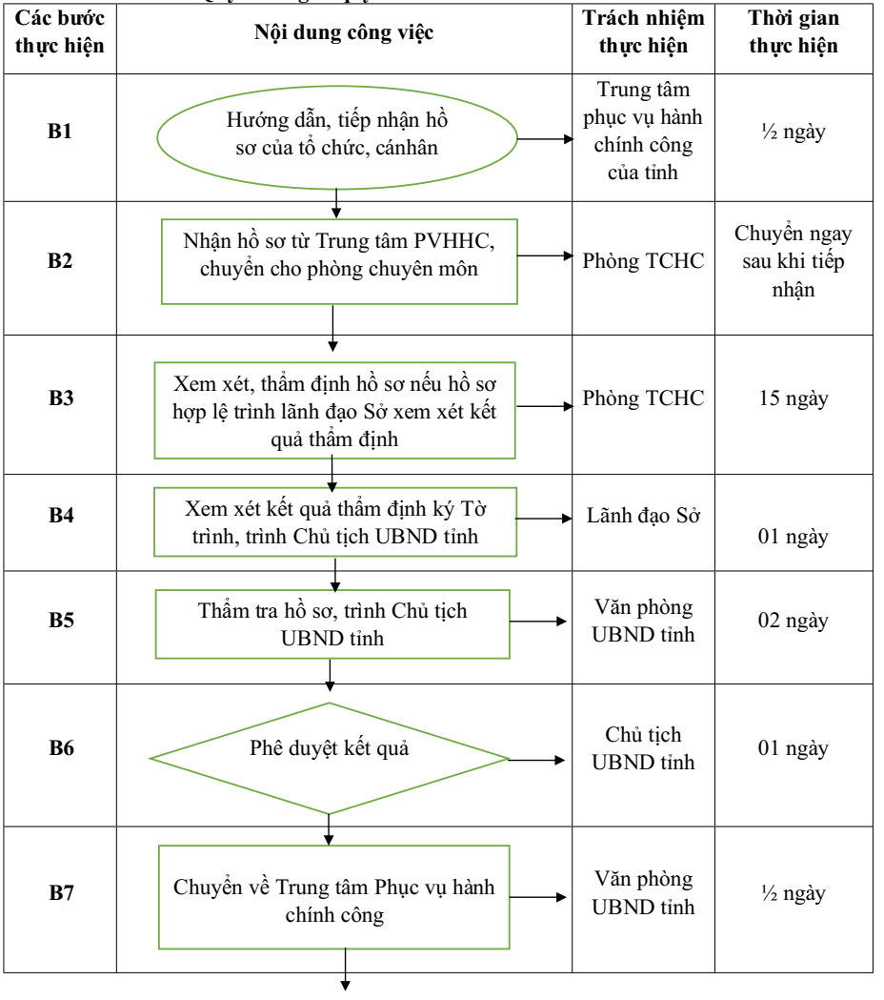 Các bước
thực hiện
Nội dung công việc
Trách nhiệm
thực hiện
Thời gian
thực hiện
B1
Hướng dẫn, tiếp nhận hồ
sơ của tổ chức, cánhân
Trung tâm
phục vụ hành
chính công
của tỉnh
½ ngày
B2
Nhận hồ sơ từ Trung tâm PVHHC,
chuyển cho phòng chuyên môn
Phòng TCHC
Chuyển ngay
sau khi tiếp
nhận
B3
Xem xét, thẩm định hồ sơ nếu hồ sơ
hợp lệ trình lãnh đạo Sở xem xét kết
quả thẩm định
Phòng TCHC
15 ngày
B4
Xem xét kết quả thẩm định ký Tờ
trình, trình Chủ tịch UBND tỉnh
Lãnh đạo Sở
01 ngày
B5
Thẩm tra hồ sơ, trình Chủ tịch
UBND tỉnh
Văn phòng
UBND tỉnh
02 ngày
B6
Phê duyệt kết quả
Chủ tịch
UBND tỉnh
01 ngày
B7
Chuyển về Trung tâm Phục vụ hành
chính công
Văn phòng
UBND tỉnh
½ ngày